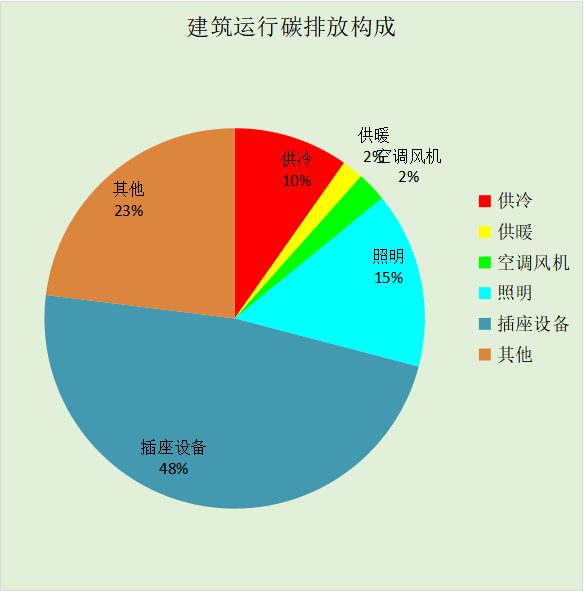 建筑运行碳排放构成
供暖
2%
空调风机
2%
供冷
10%
其他
23%
照明
15%
插座设备
48%
供冷
供暖
空调风机
照明
插座设备
其他